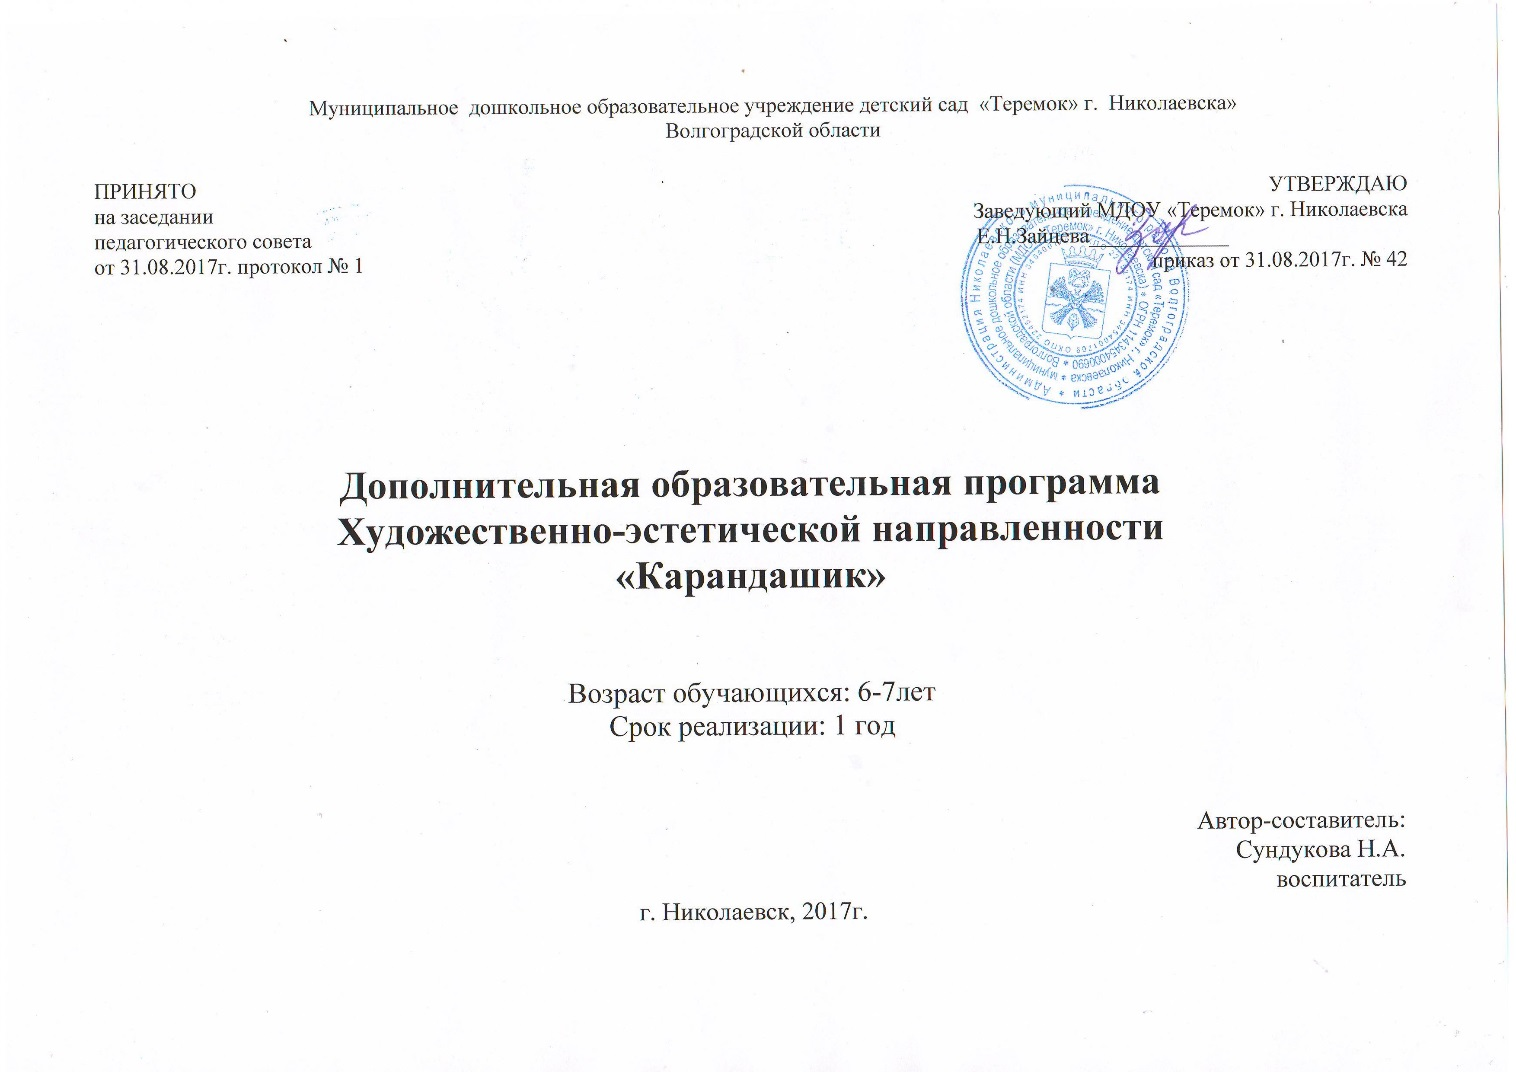 Муниципальное дошкольное образовательное учреждение детский сад «Теремок» г. Николаевска»
Волгоградской области
ПРИНЯТО
на заседании
педагогического совета
от 31.08.2017г. протокол № 1
УТВЕРЖДАЮ
Заведующий МДОУ «Теремок» г. Николаевска
Е.Н.Зайцева_____________
приказ от 31.08.2017г. № 42
Дополнительная образовательная программа
Художественно-эстетической направленности
«Карандашик»
Возраст обучающихся: 6-7лет
Срок реализации: 1 год
Автор-составитель:
Сундукова Н.А.
воспитатель
г. Николаевск, 2017г.